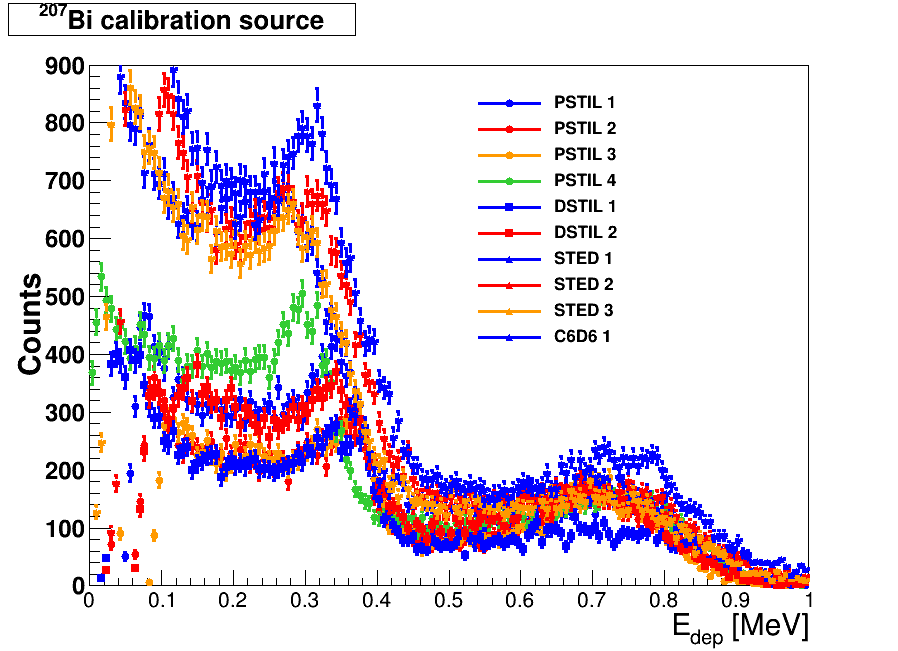 207Bi calibration source
900
800
700
600
500
400
300
200
100
0
Counts
PSTIL 1
PSTIL 2
PSTIL 3
PSTIL 4
DSTIL 1
DSTIL 2
STED 1
STED 2
STED 3
C6D6 1
0 0.1 0.2 0.3 0.4 0.5 0.6 0.7 0.8 0.9 1
Edep [MeV]